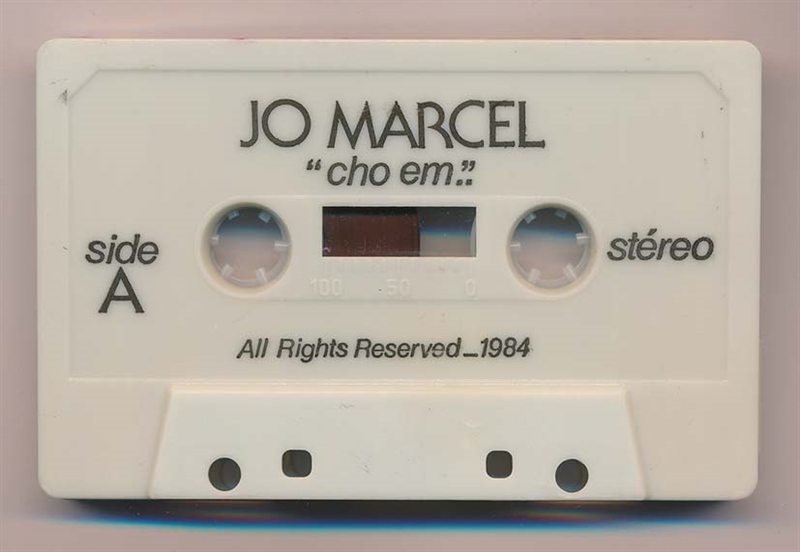 JO MARCEL
“cho em..”
side
A
stéreo
100 50 0
All Rights Reserved_1984